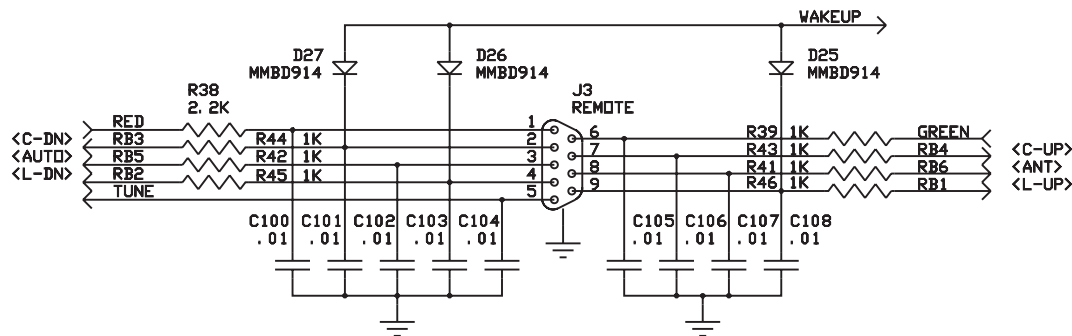 WAKEUP
D27
MMBD914
D26
MMBD914
D25
MMBD914
R38
2.2K
J3
REMOTE
RED
1
6
R39 1K
GREEN
<C-DN>
RB3
R44 1K
2
7
R43 1K
RB4
<C-UP>
<AUTO>
RB5
R42 1K
3
8
R41 1K
RB6
<ANT>
<L-DN>
RB2
R45 1K
4
9
R46 1K
RB1
<L-UP>
TUNE
5
C100 C101 C102 C103 C104
.01 .01 .01 .01 .01
C105 C106 C107 C108
.01 .01 .01 .01